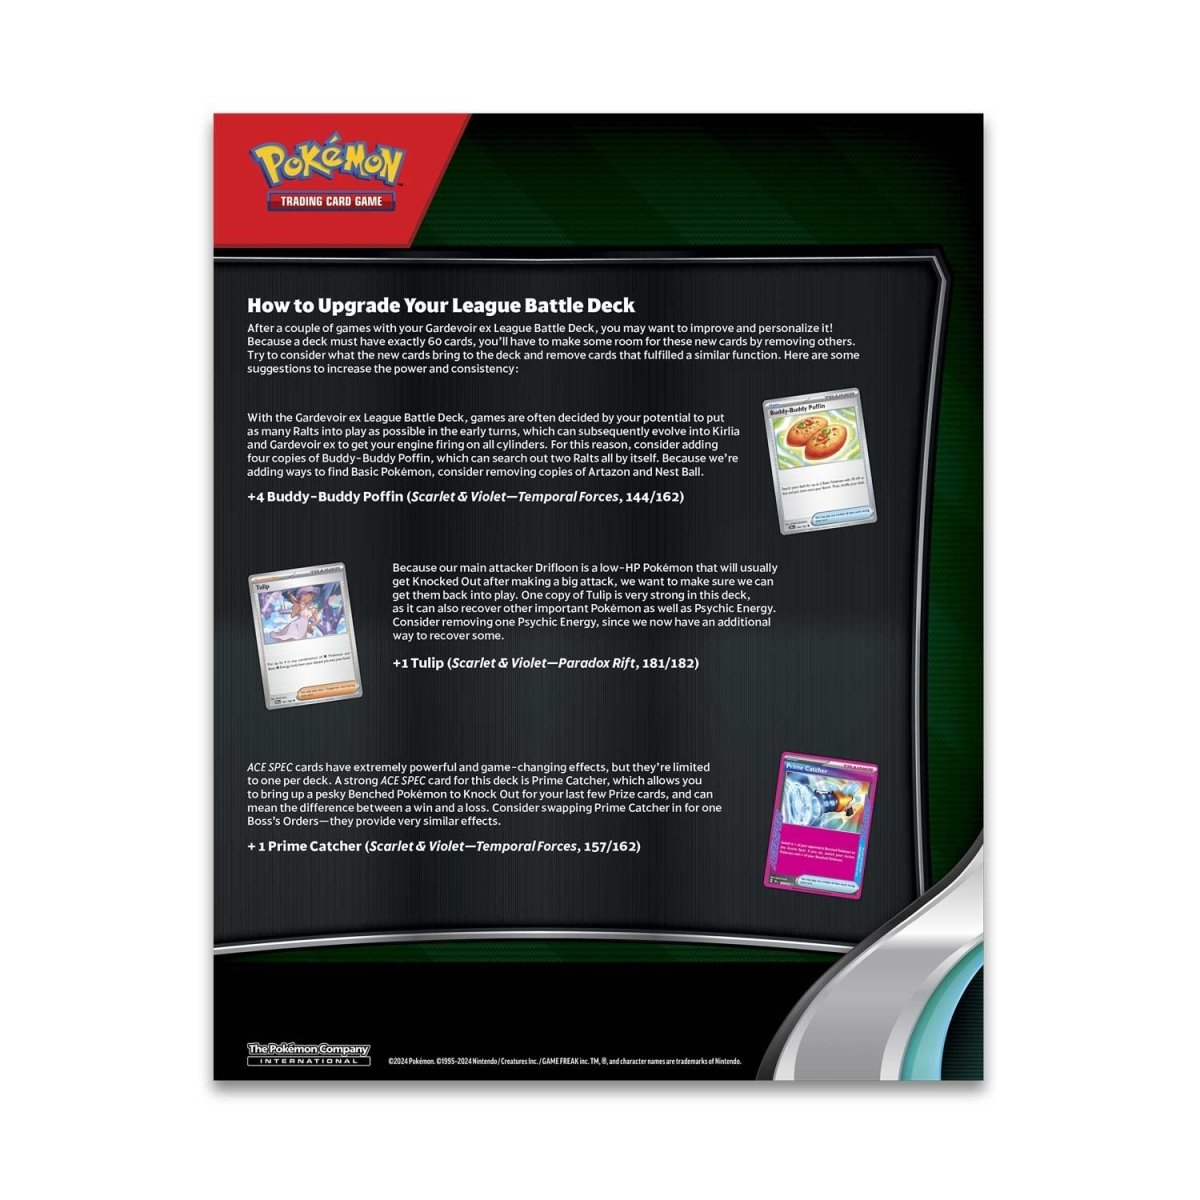 POKéMON
TRADING CARD GAME
How to Upgrade Your League Battle Deck
After a couple of games with your Gardevoir ex League Battle Deck, you may want to improve and personalize it!
Because a deck must have exactly 60 cards, you'll have to make some room for these new cards by removing others.
Try to consider what the new cards bring to the deck and remove cards that fulfilled a similar function. Here are some
suggestions to increase the power and consistency:
With the Gardevoir ex League Battle Deck, games are often decided by your potential to put
as many Ralts into play as possible in the early turns, which can subsequently evolve into Kirlia
and Gardevoir ex to get your engine firing on all cylinders. For this reason, consider adding
four copies of Buddy-Buddy Poffin, which can search out two Ralts all by itself. Because we're
adding ways to find Basic Pokémon, consider removing copies of Artazon and Nest Ball.
+4 Buddy-Buddy Poffin (Scarlet & Violet—Temporal Forces, 144/162)
TRAINER
Buddy-Buddy Poffin
TRAINER
Tulip
Because our main attacker Drifloon is a low-HP Pokémon that will usually
get Knocked Out after making a big attack, we want to make sure we can
get them back into play. One copy of Tulip is very strong in this deck,
as it can also recover other important Pokémon as well as Psychic Energy.
Consider removing one Psychic Energy, since we now have an additional
way to recover some.
+1 Tulip (Scarlet & Violet—Paradox Rift, 181/182)
ACE SPEC cards have extremely powerful and game-changing effects, but they're limited
to one per deck. A strong ACE SPEC card for this deck is Prime Catcher, which allows you
to bring up a pesky Benched Pokémon to Knock Out for your last few Prize cards, and can
mean the difference between a win and a loss. Consider swapping Prime Catcher in for one
Boss's Orders—they provide very similar effects.
+ 1 Prime Catcher (Scarlet & Violet—Temporal Forces, 157/162)
TRAINER
Prime Catcher
The Pokémon Company
INTERNATIONAL
©2024 Pokémon. ©1995-2024 Nintendo / Creatures Inc. / GAME FREAK inc. TM, ®, and character names are trademarks of Nintendo.